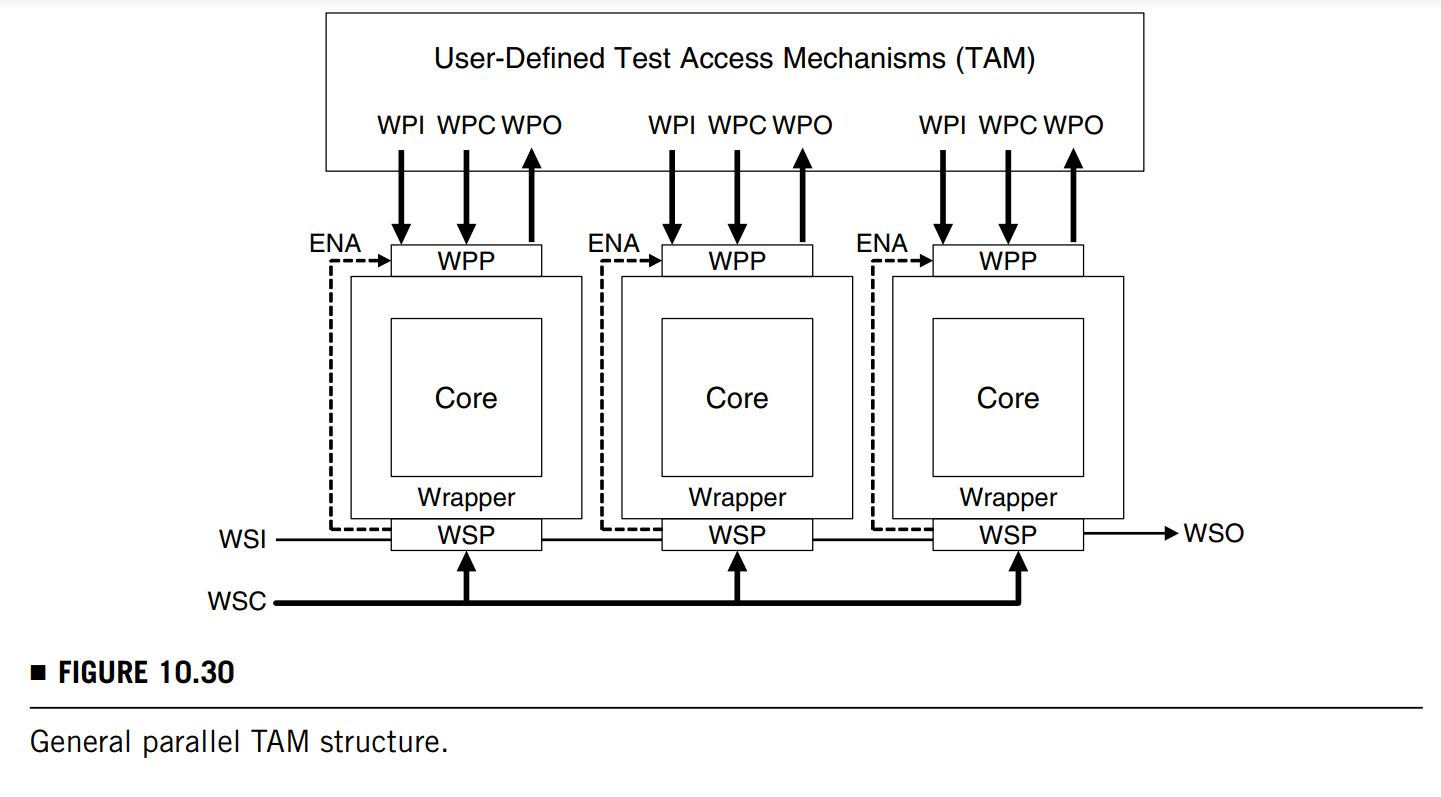 User-Defined Test Access Mechanisms (TAM)
WPI WPC WPO WPI WPC WPO WPI WPC WPO
ENA ENA ENA
WPP WPP WPP
Core Core Core
Wrapper Wrapper Wrapper
WSI WSP WSP WSP WSO
WSC
■ FIGURE 10.30
General parallel TAM structure.